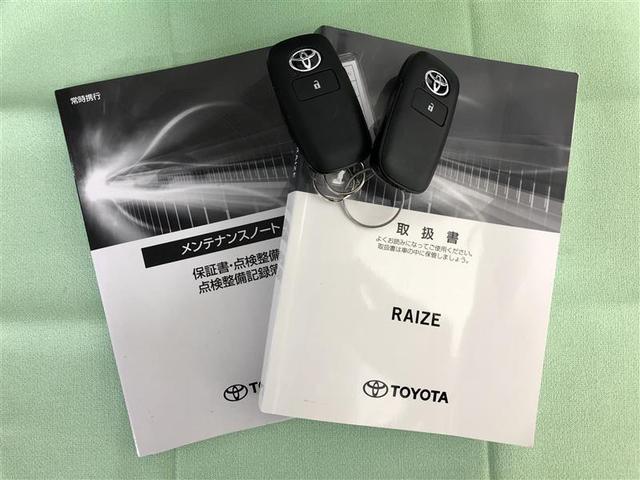 常時携行
メンテナンスノート
保証書・点検整備
点検整備記録簿
取扱書
よくお読みになってご使用ください。
取扱書は車の中に保管しましょう。
RAIZE
TOYOTA